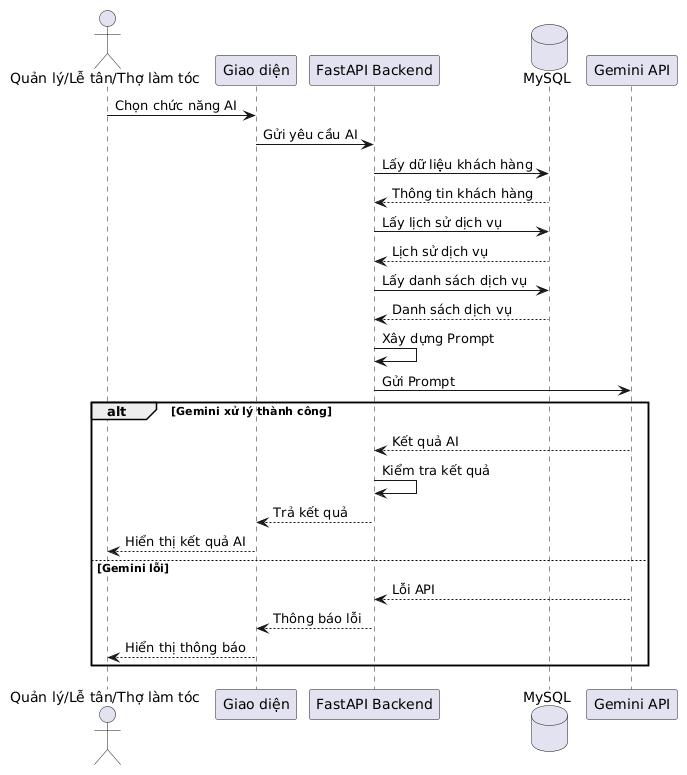 Quản lý/Lễ tân/Thợ làm tóc
Giao diện
FastAPI Backend
MySQL
Gemini API
Chọn chức năng AI
Gửi yêu cầu AI
Lấy dữ liệu khách hàng
Thông tin khách hàng
Lấy lịch sử dịch vụ
Lịch sử dịch vụ
Lấy danh sách dịch vụ
Danh sách dịch vụ
Xây dựng Prompt
Gửi Prompt
alt [Gemini xử lý thành công]
Kết quả AI
Kiểm tra kết quả
Trả kết quả
Hiển thị kết quả AI
[Gemini lỗi]
Lỗi API
Thông báo lỗi
Hiển thị thông báo
Quản lý/Lễ tân/Thợ làm tóc
Giao diện
FastAPI Backend
MySQL
Gemini API